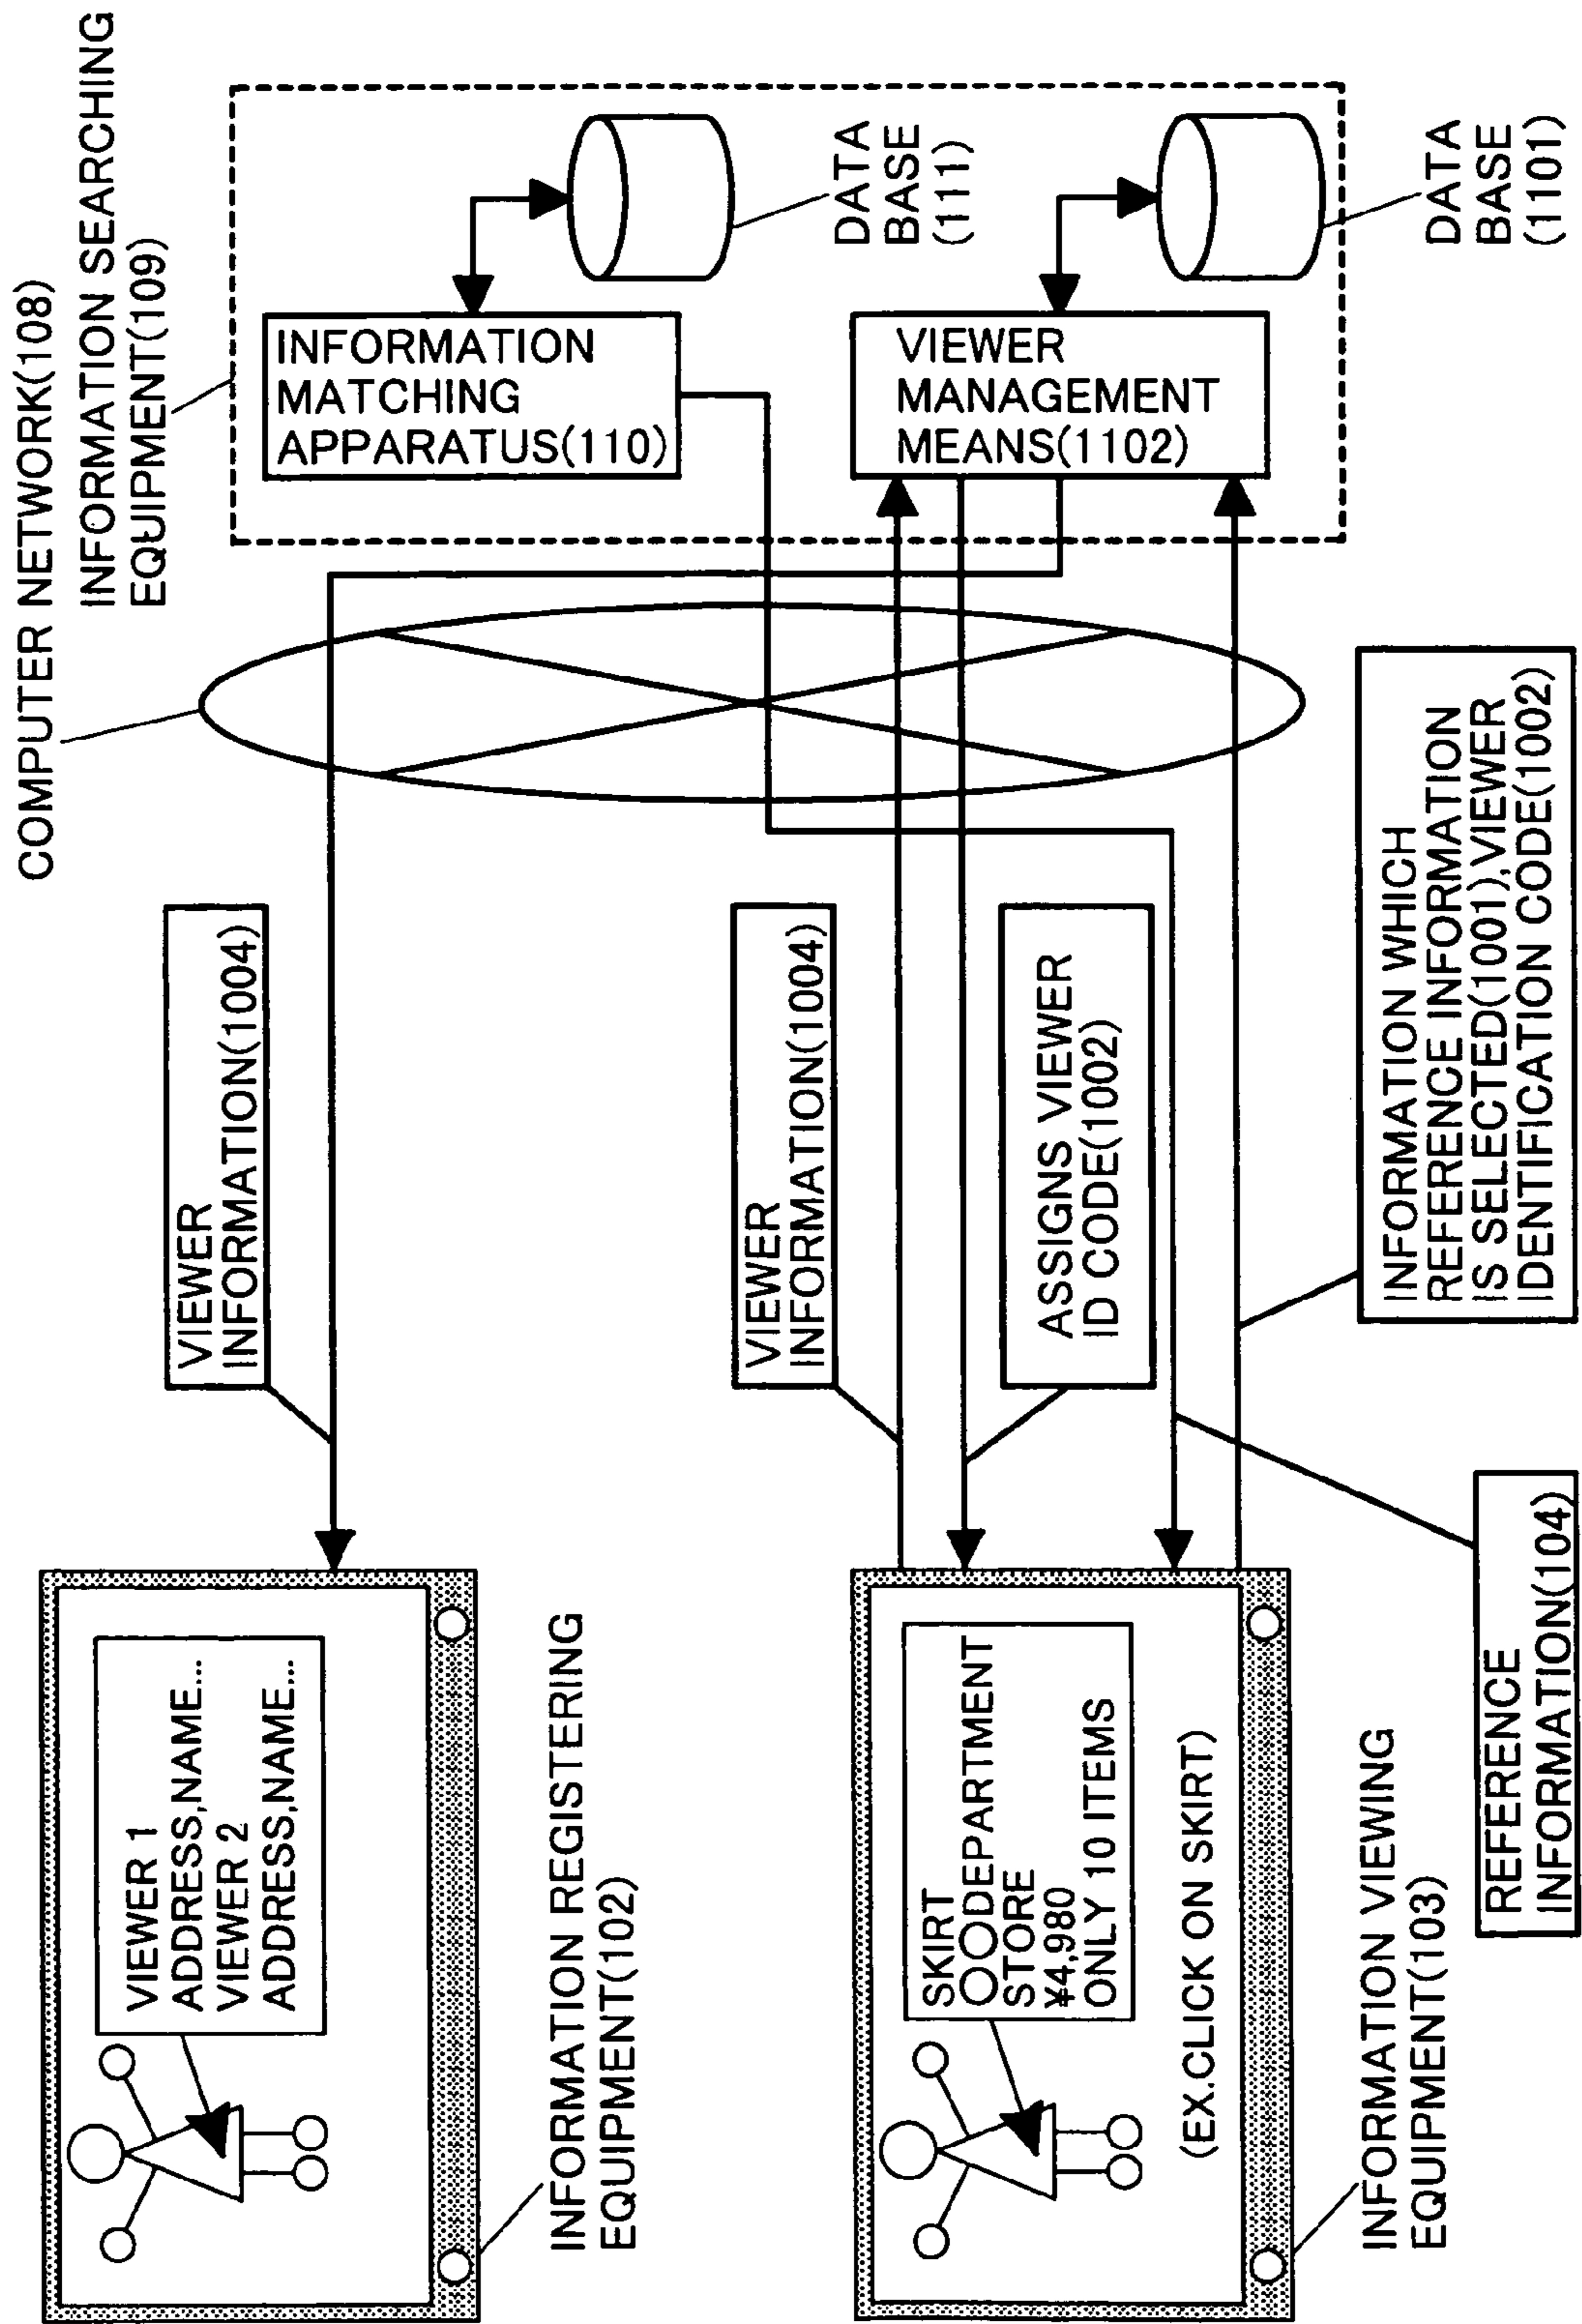 COMPUTER NETWORK(108)
INFORMATION SEARCHING
EQUIPMENT(109)
INFORMATION
MATCHING
APPARATUS(110)
DATA
BASE
(111)
VIEWER
MANAGEMENT
MEANS(1102)
DATA
BASE
(1101)
VIEWER
INFORMATION(1004)
VIEWER
INFORMATION(1004)
ASSIGNS VIEWER
ID CODE(1002)
INFORMATION WHICH
REFERENCE INFORMATION
IS SELECTED(1001),VIEWER
IDENTIFICATION CODE(1002)
VIEWER 1
ADDRESS,NAME...
VIEWER 2
ADDRESS,NAME...
INFORMATION REGISTERING
EQUIPMENT(102)
SKIRT
○○DEPARTMENT
STORE
¥4,980
ONLY 10 ITEMS
(EX.CLICK ON SKIRT)
INFORMATION VIEWING
EQUIPMENT(103)
REFERENCE
INFORMATION(104)